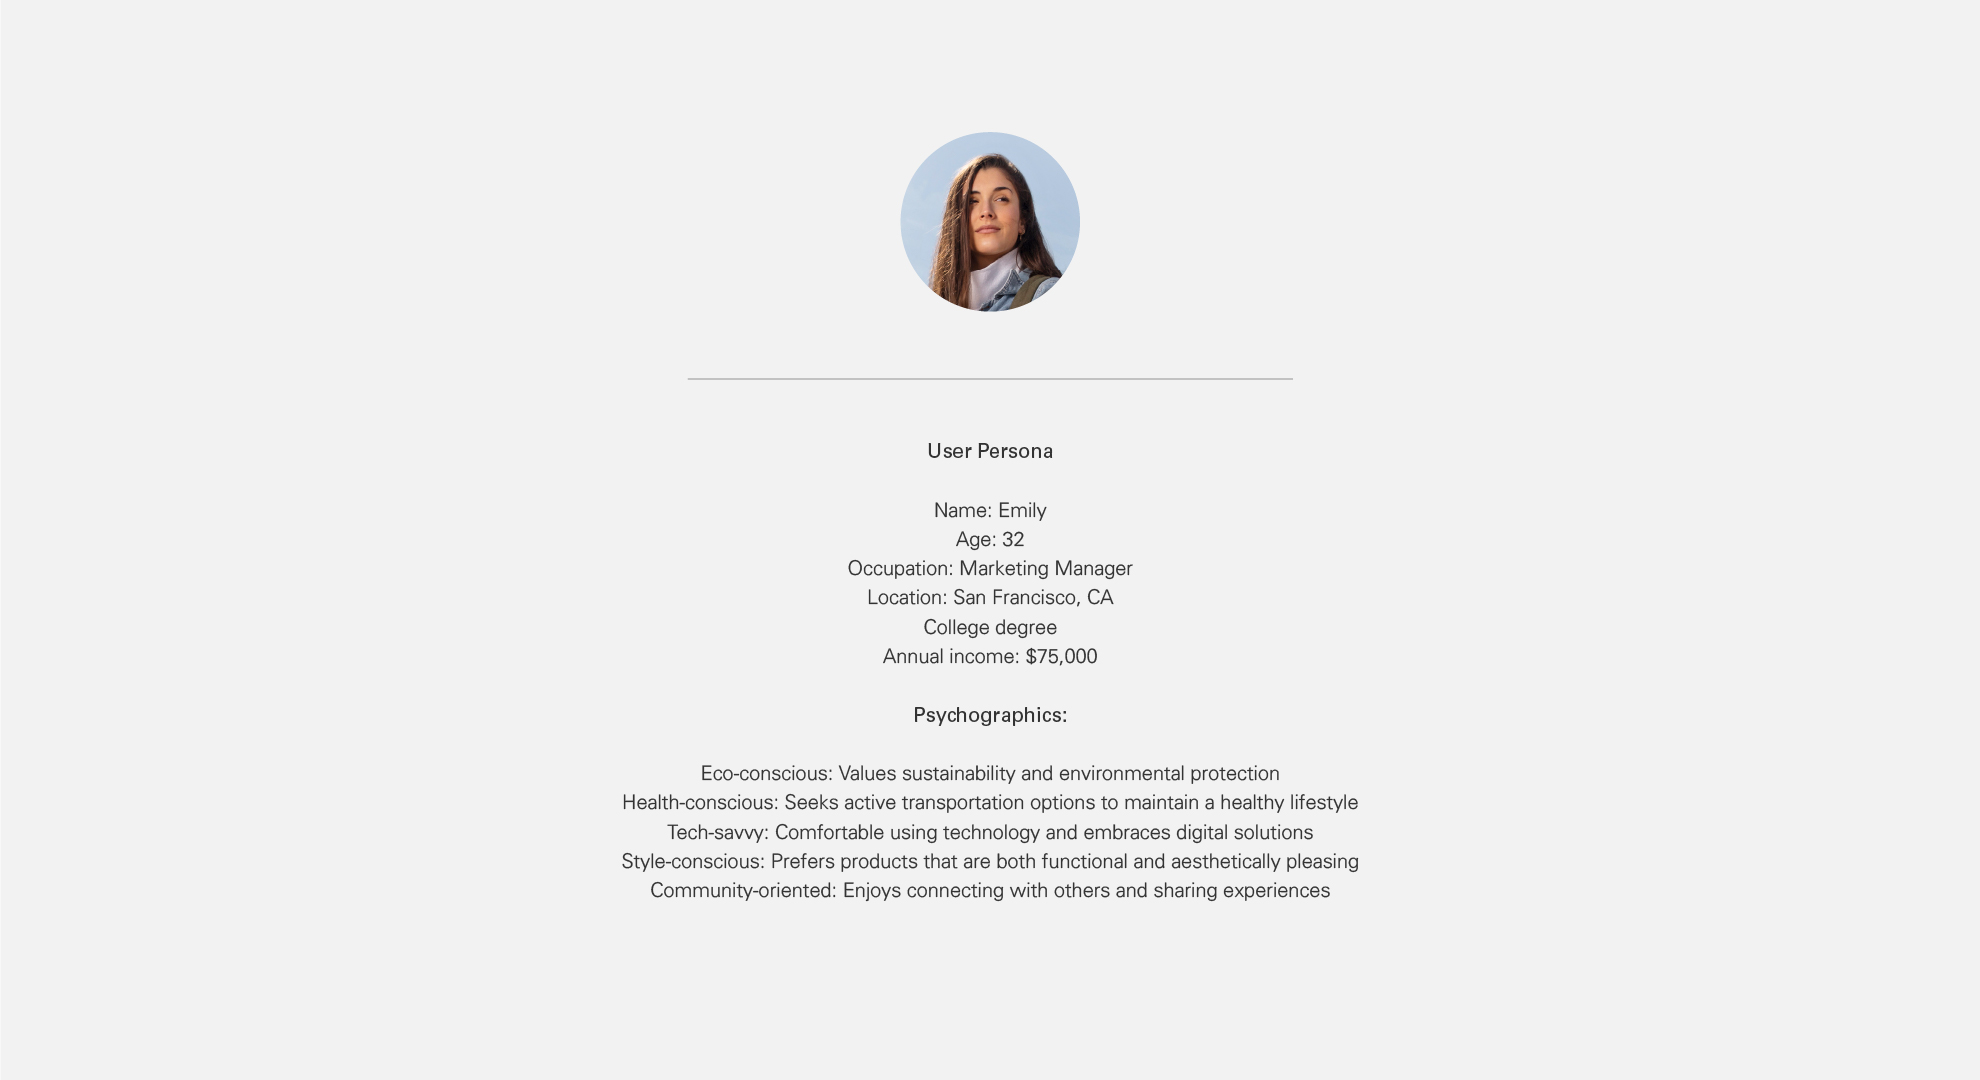 User Persona
Name: Emily
Age: 32
Occupation: Marketing Manager
Location: San Francisco, CA
College degree
Annual income: $75,000
Psychographics:
Eco-conscious: Values sustainability and environmental protection
Health-conscious: Seeks active transportation options to maintain a healthy lifestyle
Tech-savvy: Comfortable using technology and embraces digital solutions
Style-conscious: Prefers products that are both functional and aesthetically pleasing
Community-oriented: Enjoys connecting with others and sharing experiences